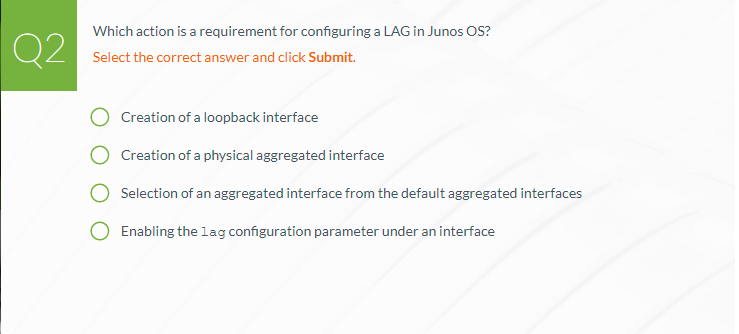 Q2
Which action is a requirement for configuring a LAG in Junos OS?
Select the correct answer and click Submit.
Creation of a loopback interface
Creation of a physical aggregated interface
Selection of an aggregated interface from the default aggregated interfaces
Enabling the lag configuration parameter under an interface